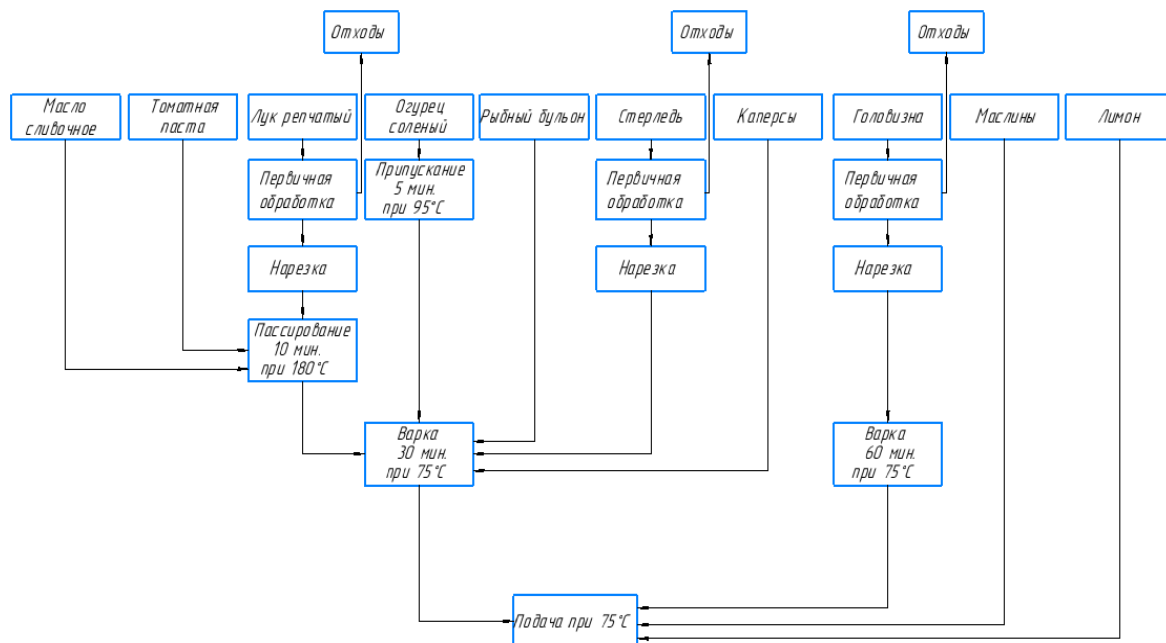 Отходы
Отходы
Отходы
Масло
сливочное
Томатная
паста
Лук репчатый
Огурец
соленый
Рыбный бульон
Стерледь
Каперсы
Головизна
Маслины
Лимон
Первичная
обработка
Припускание
5 мин.
при 95°С
Первичная
обработка
Первичная
обработка
Нарезка
Нарезка
Нарезка
Пассирование
10 мин.
при 180°С
Варка
30 мин.
при 75°С
Варка
60 мин.
при 75°С
Подача при 75°С